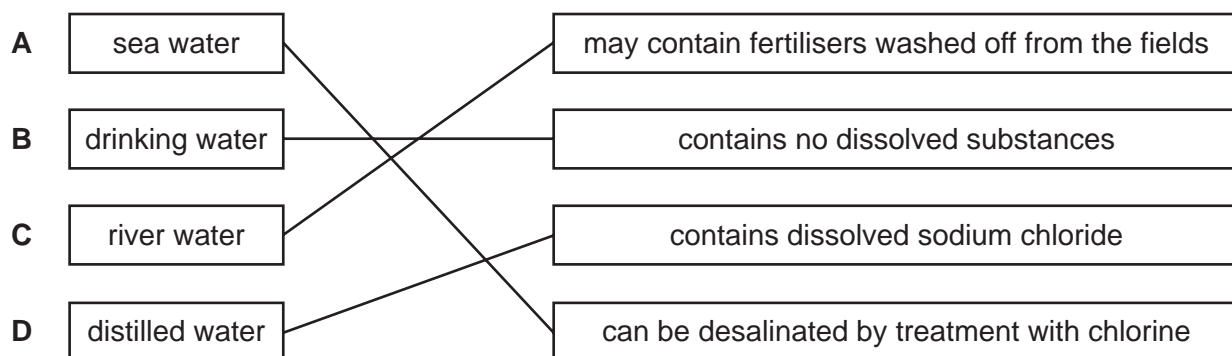 A sea water may contain fertilisers washed off from the fields
B drinking water contains no dissolved substances
C river water contains dissolved sodium chloride
D distilled water can be desalinated by treatment with chlorine